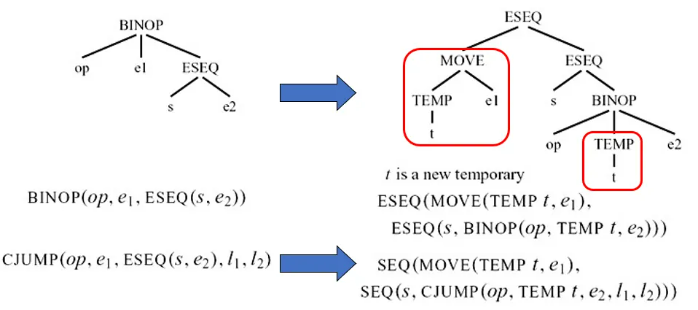 BINOP
op e1 ESEQ
s e2
ESEQ
MOVE ESEQ
TEMP e1 s BINOP
t op TEMP e2
t
t is a new temporary
BINOP(op, e₁, ESEQ(s, e₂))
ESEQ(MOVE(TEMP t, e₁),
ESEQ(s, BINOP(op, TEMP t, e₂)))
CJUMP(op, e₁, ESEQ(s, e₂), l₁, l₂)
SEQ(MOVE(TEMP t, e₁),
SEQ(s, CJUMP(op, TEMP t, e₂, l₁, l₂)))